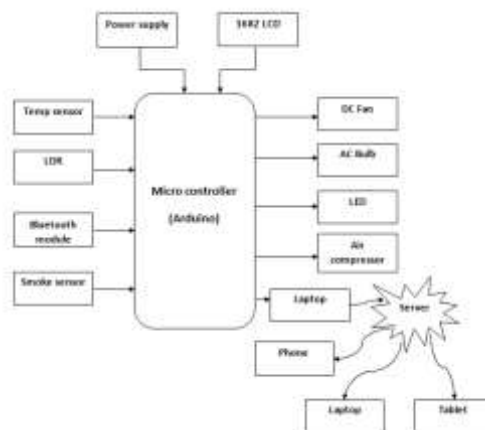 Power supply
16X2 LCD
Temp sensor
LDR
Bluetooth
module
Smoke sensor
Micro controller
(Arduino)
DC Fan
AC Bulb
LED
Air
compressor
Laptop
Server
Phone
Laptop
Tablet